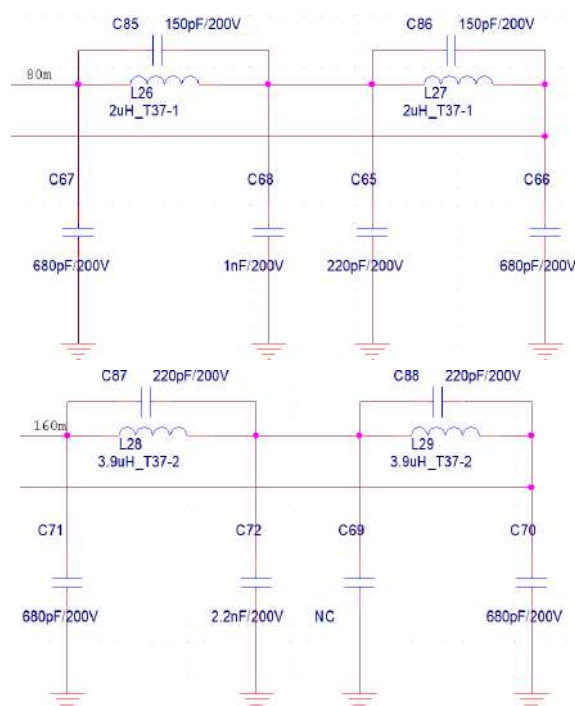 C85 150pF/200V
C86 150pF/200V
80m
L26
2uH_T37-1
L27
2uH_T37-1
C67
C68
C65
C66
680pF/200V
1nF/200V
220pF/200V
680pF/200V
C87 220pF/200V
C88 220pF/200V
160m
L28
3.9uH_T37-2
L29
3.9uH_T37-2
C71
C72
C69
C70
680pF/200V
2.2nF/200V
NC
680pF/200V